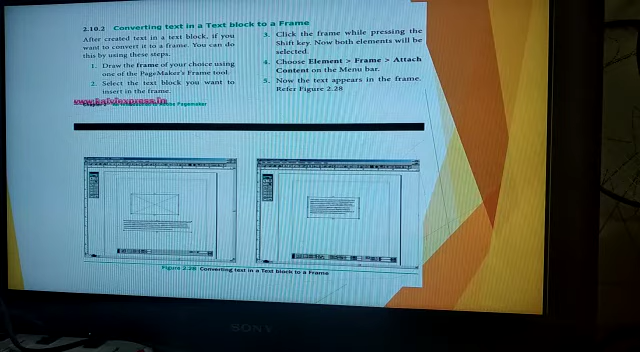 2.10.2 Converting text in a Text block to a Frame
After created text in a text block, if you
want to convert it to a frame. You can do
this by using these steps.
1. Draw the frame of your choice using
one of the PageMaker's Frame tool.
2. Select the text block you want to
insert in the frame.
3. Click the frame while pressing the
Shift key. Now both elements will be
selected.
4. Choose Element > Frame > Attach
Content on the Menu bar.
5. Now the text appears in the frame.
Refer Figure 2.28
Pagemaker
Figure 2.28 Converting text in a Text block to a Frame
SONY